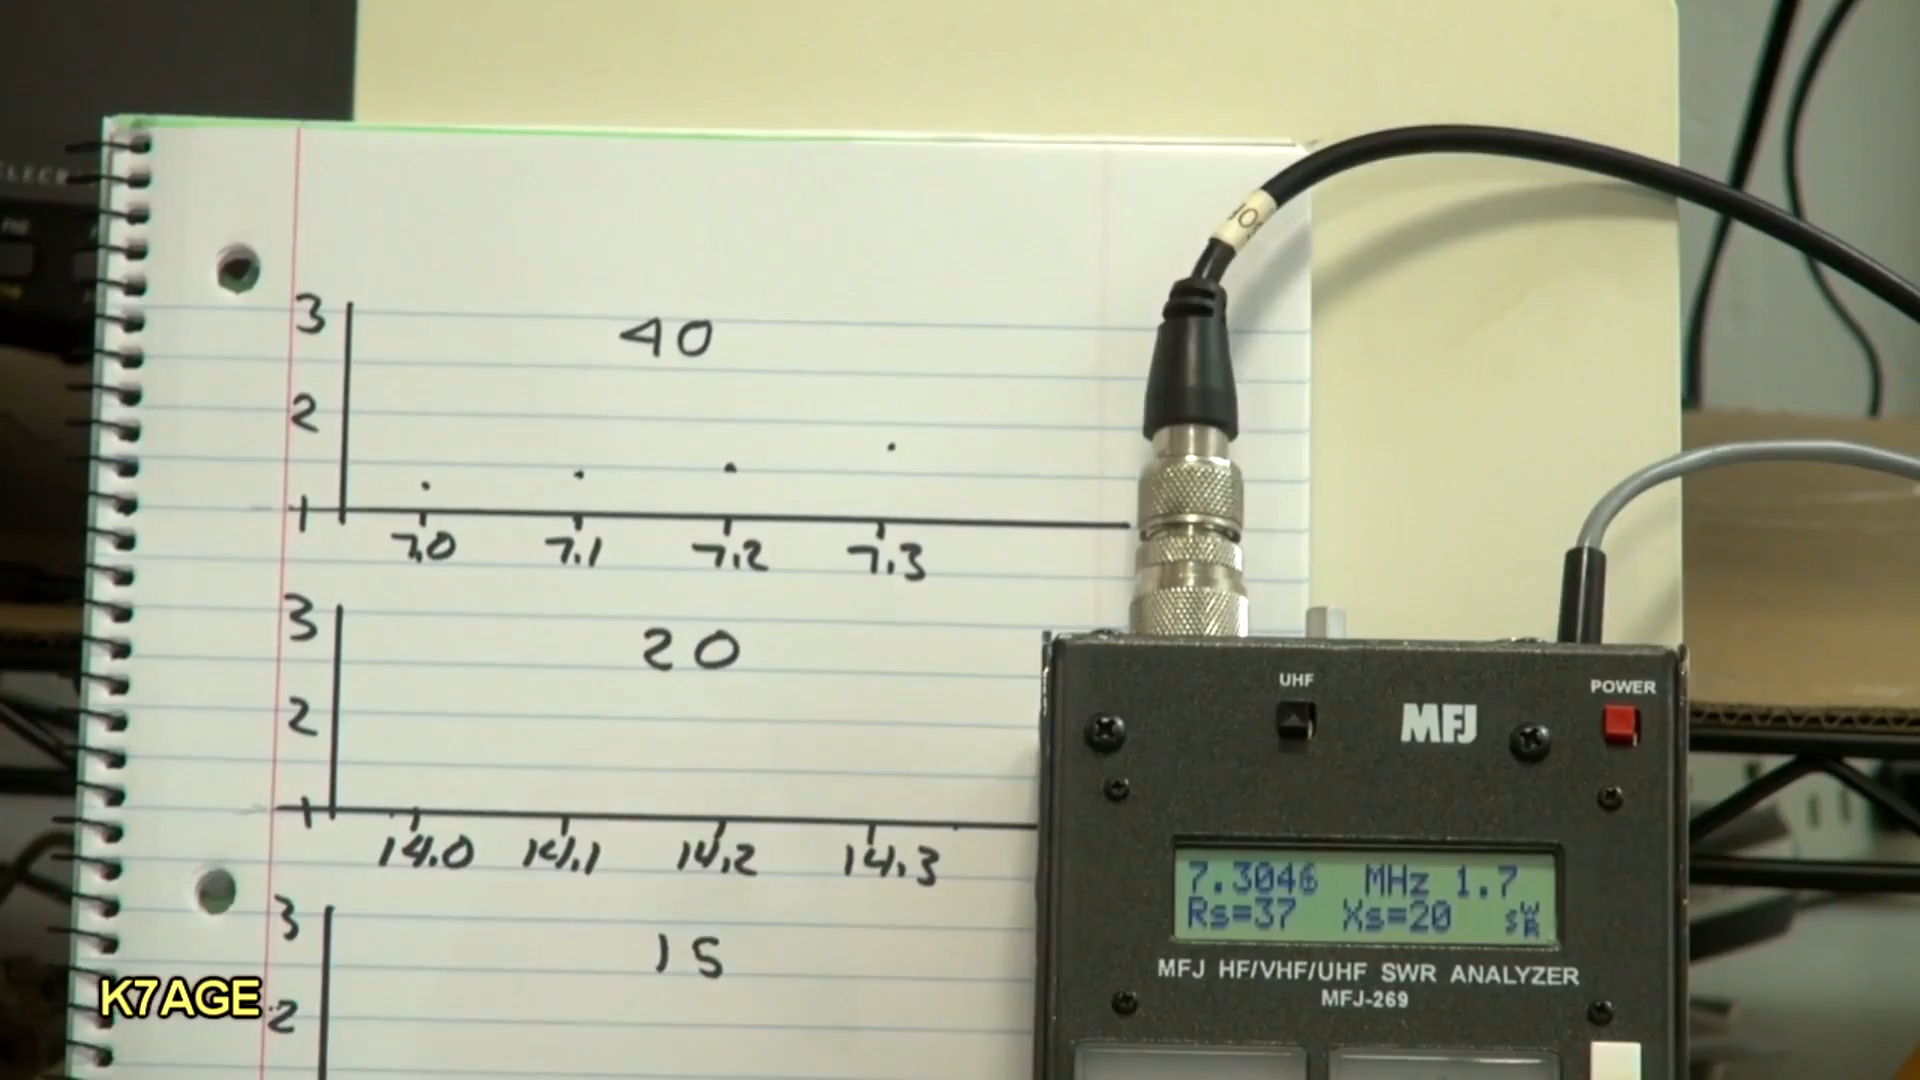 3
40
2
1
7.0 7.1 7.2 7.3
3
20
2
1
14.0 14.1 14.2 14.3
3
15
2
UHF
MFJ
POWER
7.3046 MHz 1.7
Rs=37 Xs=20 SWR
MFJ HF/VHF/UHF SWR ANALYZER
MFJ-269
K7AGE